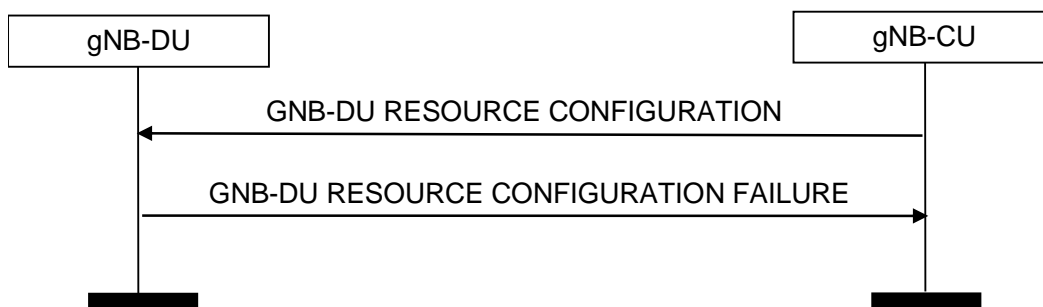 gNB-DU
gNB-CU
GNB-DU RESOURCE CONFIGURATION
GNB-DU RESOURCE CONFIGURATION FAILURE